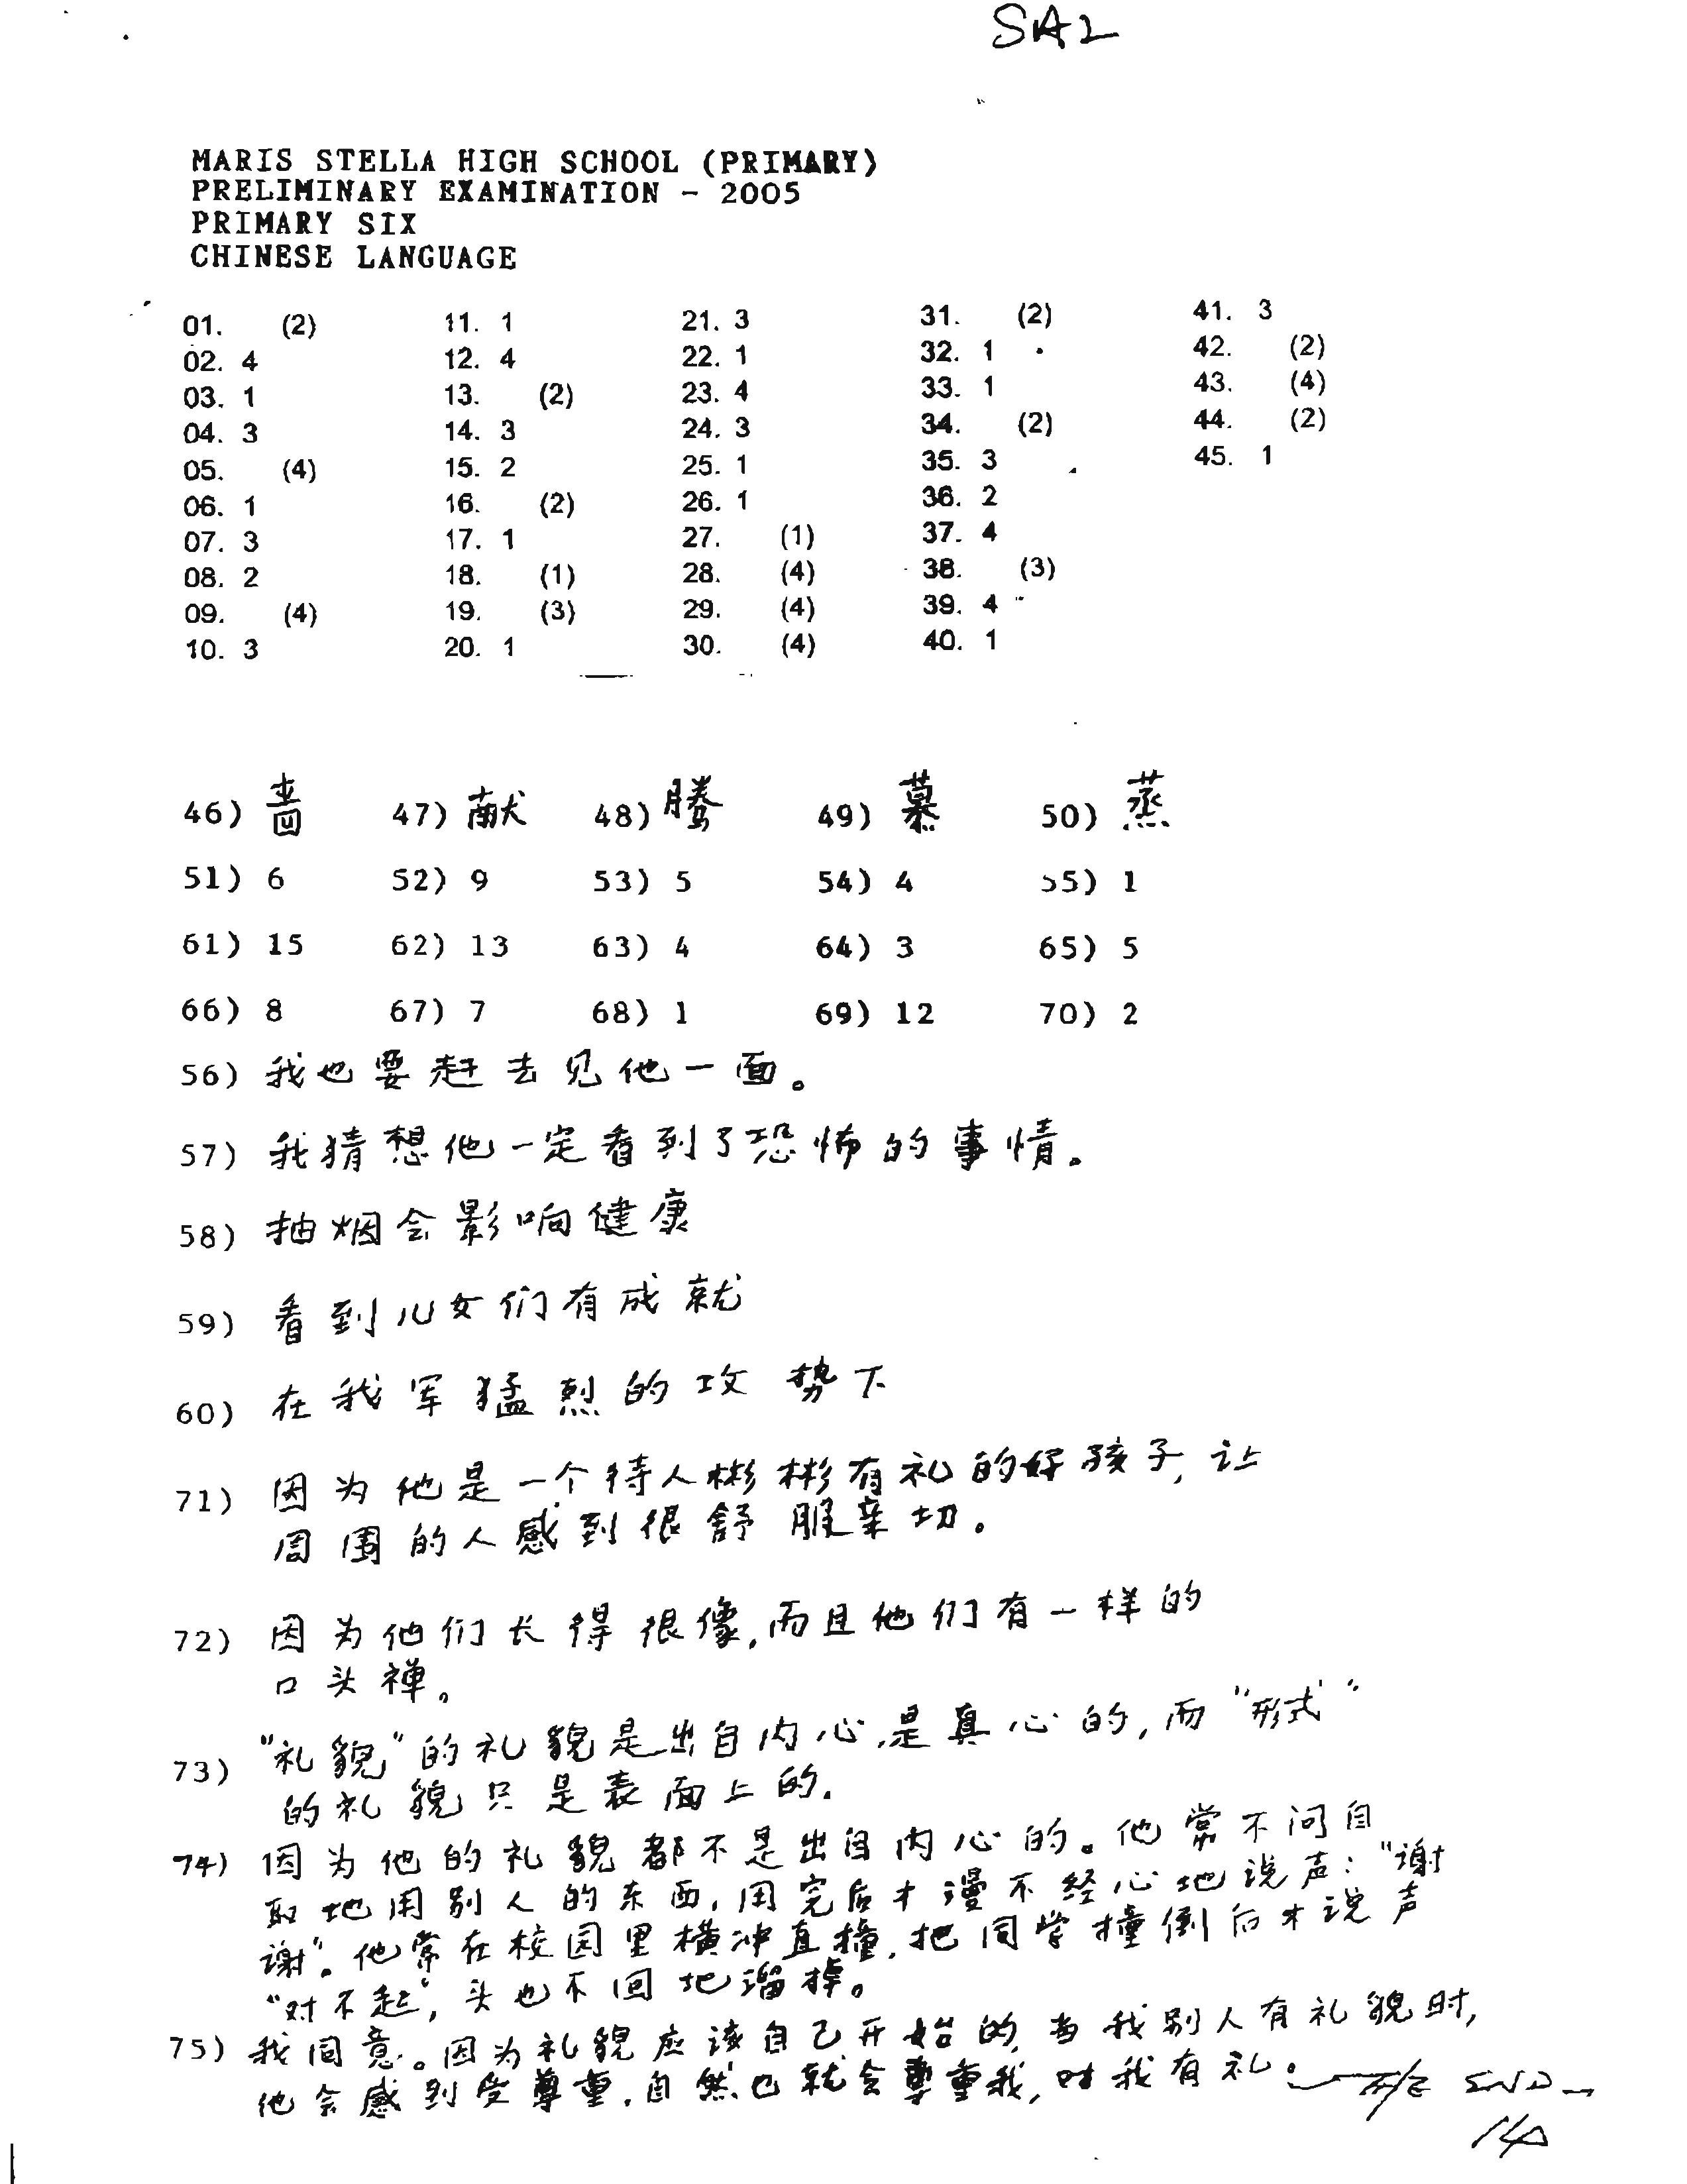 SA2
MARIS STELLA HIGH SCHOOL (PRIMARY)
PRELIMINARY EXAMINATION - 2005
PRIMARY SIX
CHINESE LANGUAGE
01. (2) 11. 1 21. 3 31. (2) 41. 3
02. 4 12. 4 22. 1 32. 1 42. (2)
03. 1 13. (2) 23. 4 33. 1 43. (4)
04. 3 14. 3 24. 3 34. (2) 44. (2)
05. (4) 15. 2 25. 1 35. 3 45. 1
06. 1 16. (2) 26. 1 36. 2
07. 3 17. 1 27. (1) 37. 4
08. 2 18. (1) 28. (4) 38. (3)
09. (4) 19. (3) 29. (4) 39. 4
10. 3 20. 1 30. (4) 40. 1
46) 啬 47) 献 48) 腾 49) 慕 50) 蒸
51) 6 52) 9 53) 5 54) 4 55) 1
61) 15 62) 13 63) 4 64) 3 65) 5
66) 8 67) 7 68) 1 69) 12 70) 2
56) 我也要赶去见他一面。
57) 我猜想他一定看到了恐怖的事情。
58) 抽烟会影响健康
59) 看到儿女们有成就
60) 在我军猛烈的攻势下
71) 因为他是一个待人彬彬有礼的好孩子,让
周围的人感到很舒服亲切。
72) 因为他们长得很像,而且他们有一样的
口头禅。
73) "礼貌"的礼貌是出自内心,是真心的,而"形式"
的礼貌只是表面上的.
74) 因为他的礼貌都不是出自内心的。他常不问自
取地用别人的东西,用完后才漫不经心地说声:"谢
谢"。他常在校园里横冲直撞,把同学撞倒后才说声
"对不起",头也不回地溜掉。
75) 我同意。因为礼貌应该自己开始的,当我别人有礼貌时,
他会感到受尊重,自然也就会尊重我,对我有礼。
END